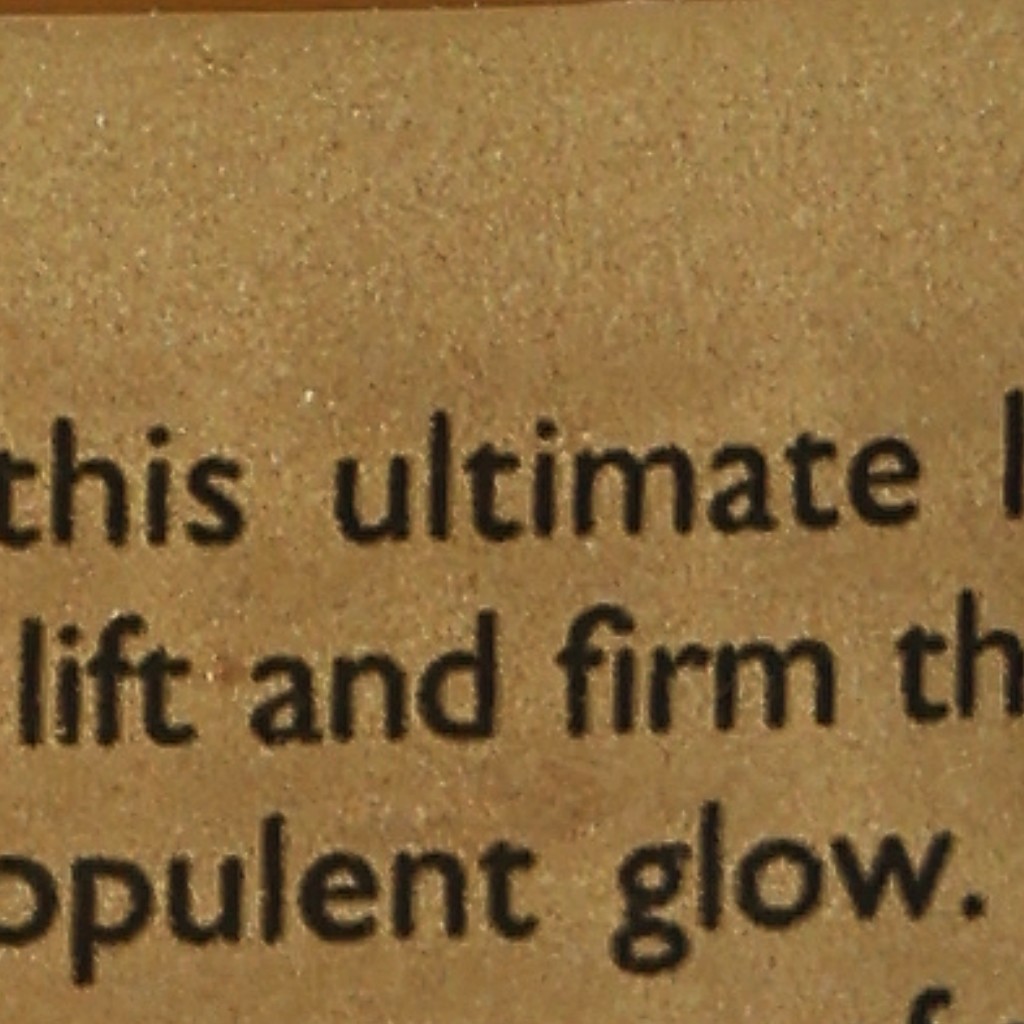 this ultimate l
lift and firm th
opulent glow.